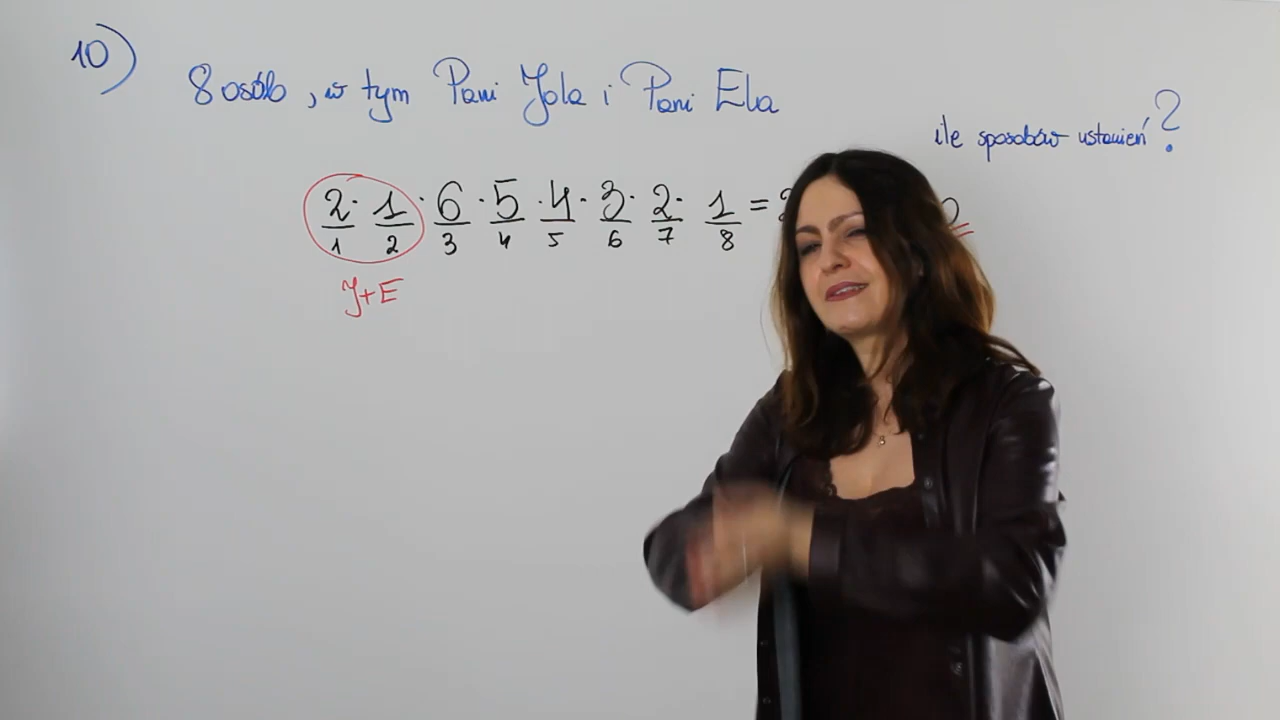 10)
8 osób, w tym Pani Jola i Pani Ela
ile sposobów ustawień?
2 · 1 · 6 · 5 · 4 · 3 · 2 · 1 =
1 2 3 4 5 6 7 8
J+E